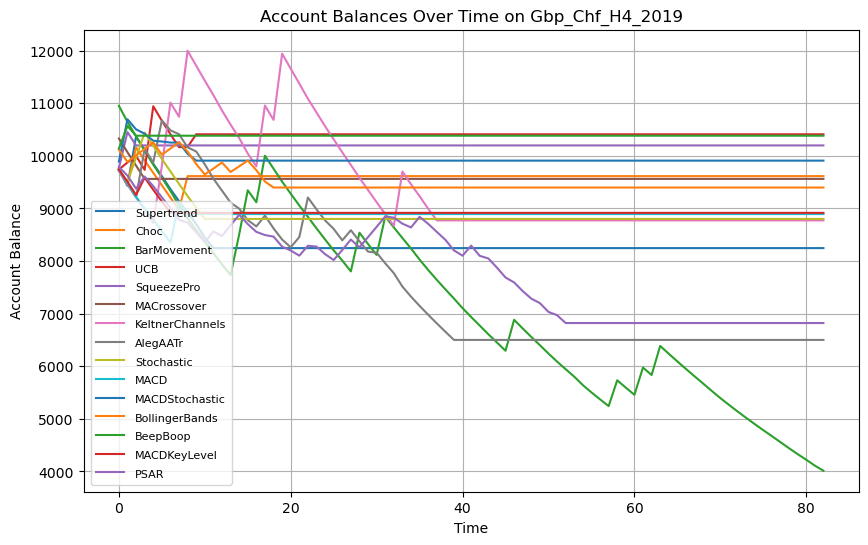 Account Balances Over Time on Gbp_Chf_H4_2019
Account Balance
12000
11000
10000
9000
8000
7000
6000
5000
4000
Supertrend
Choc
BarMovement
UCB
SqueezePro
MACrossover
KeltnerChannels
AlegAATr
Stochastic
MACD
MACDStochastic
BollingerBands
BeepBoop
MACDKeyLevel
PSAR
0
20
40
60
80
Time